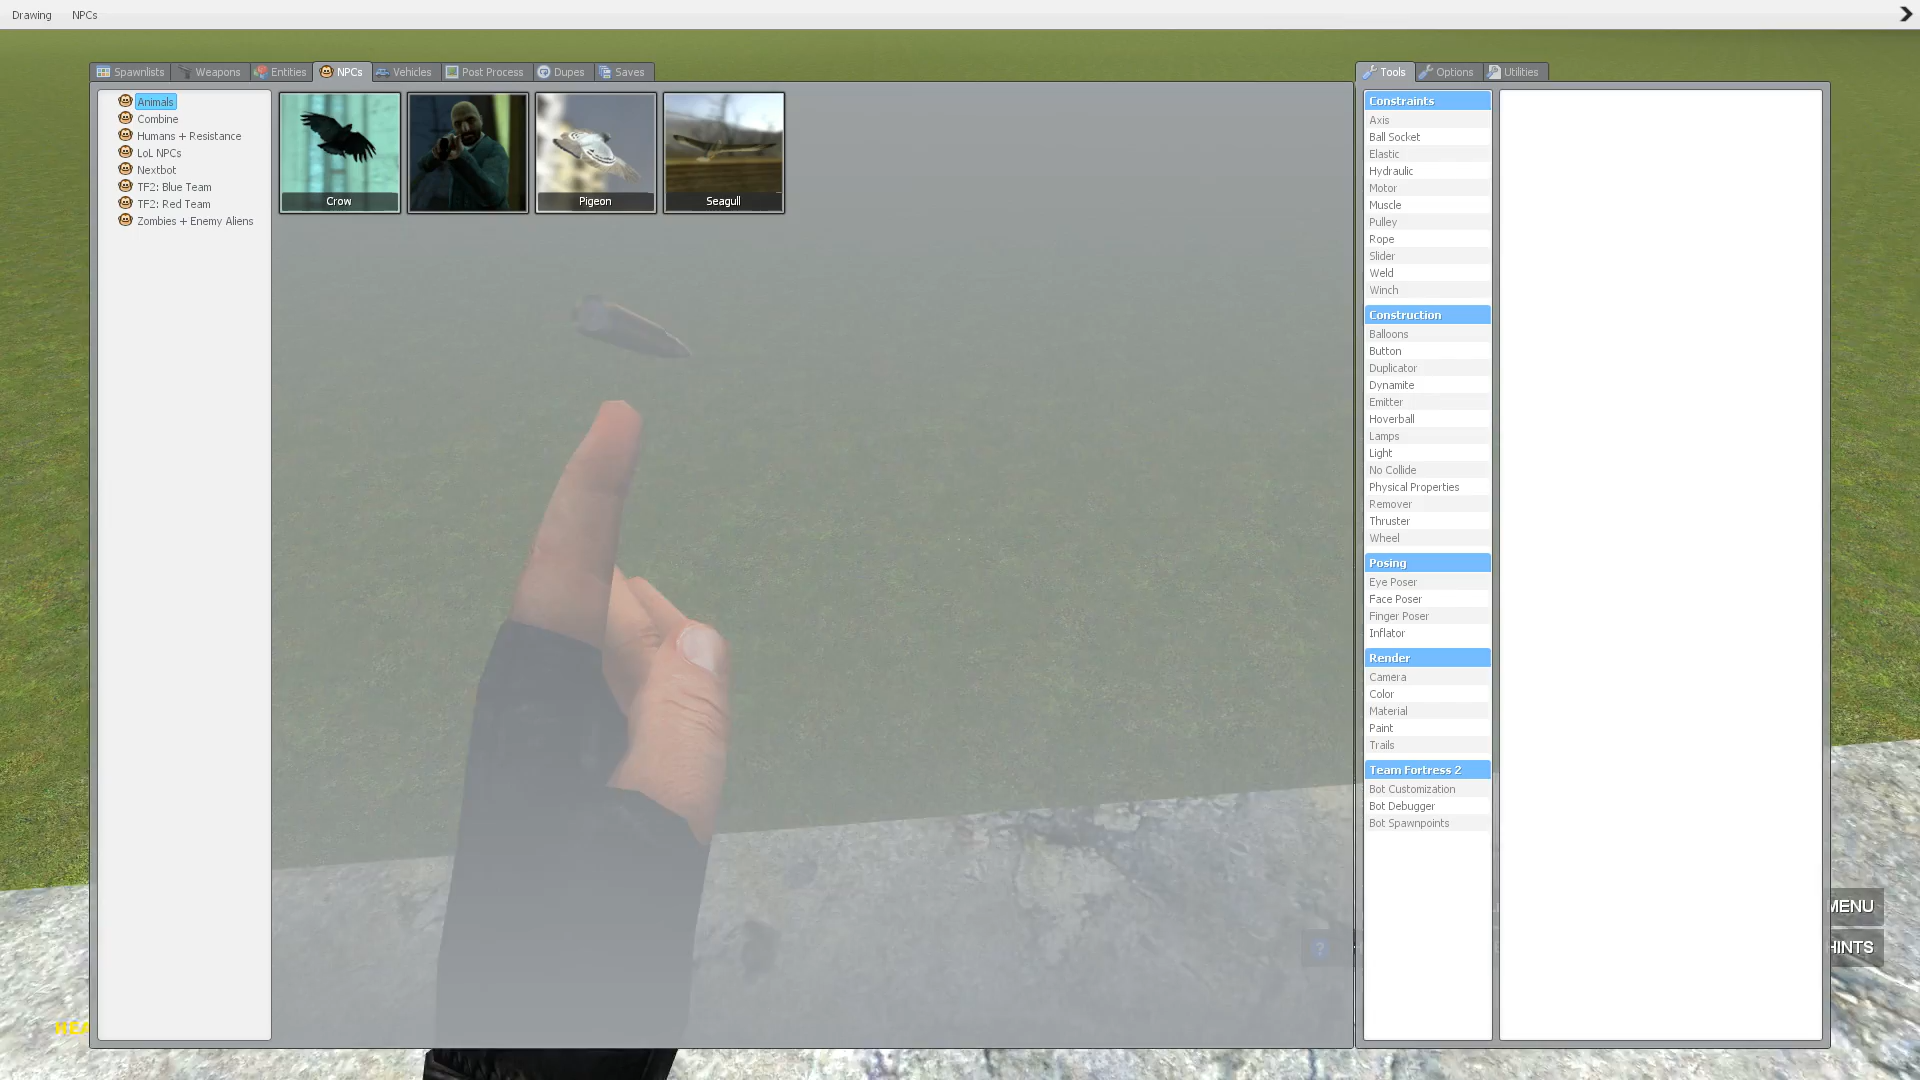 Drawing NPCs
Spawnlists Weapons Entities NPCs Vehicles Post Process Dupes Saves
Animals
Combine
Humans + Resistance
LoL NPCs
Nextbot
TF2: Blue Team
TF2: Red Team
Zombies + Enemy Aliens
Crow
Pigeon
Seagull
Tools Options Utilities
Constraints
Axis
Ball Socket
Elastic
Hydraulic
Motor
Muscle
Pulley
Rope
Slider
Weld
Winch
Construction
Balloons
Button
Duplicator
Dynamite
Emitter
Hoverball
Lamps
Light
No Collide
Physical Properties
Remover
Thruster
Wheel
Posing
Eye Poser
Face Poser
Finger Poser
Inflator
Render
Camera
Color
Material
Paint
Trails
Team Fortress 2
Bot Customization
Bot Debugger
Bot Spawnpoints
MENU
?
HINTS
HEA